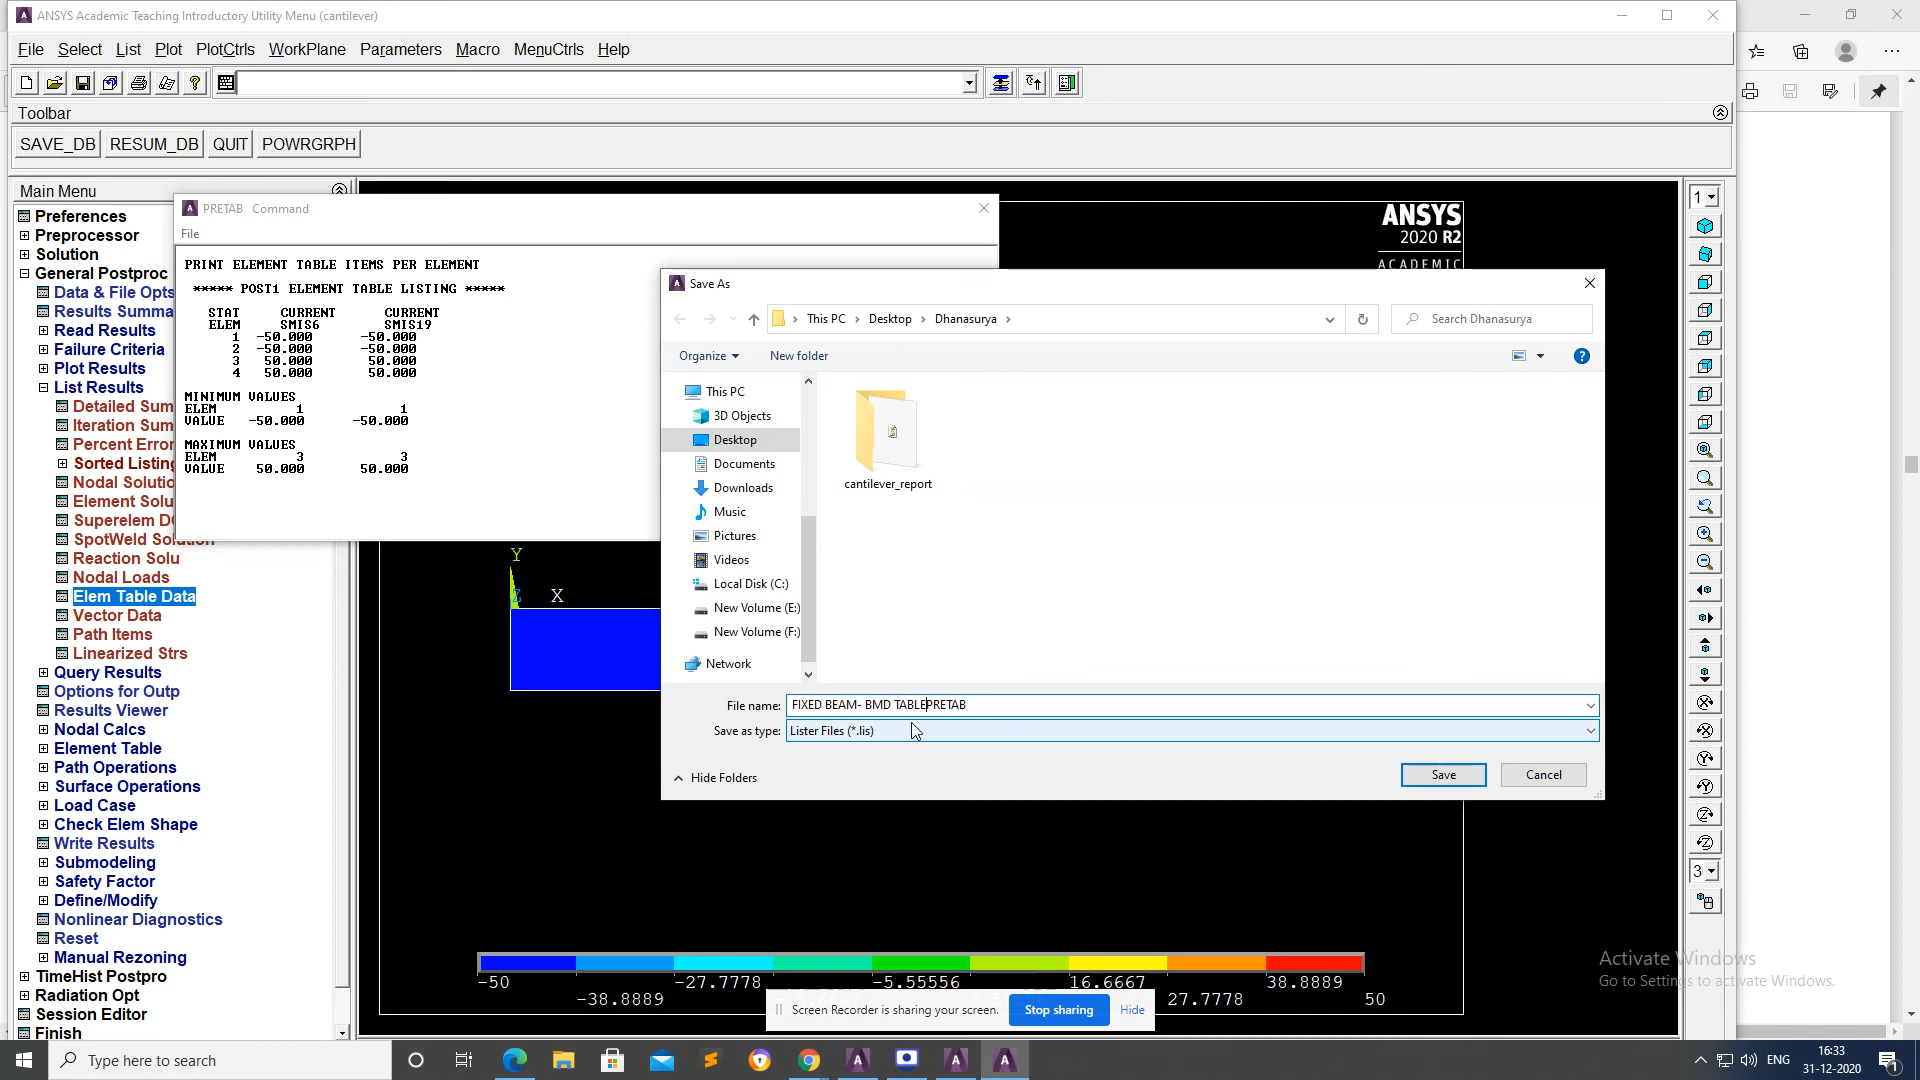 ANSYS Academic Teaching Introductory Utility Menu (cantilever)
File Select List Plot PlotCtrls WorkPlane Parameters Macro MenuCtrls Help
Toolbar
SAVE_DB RESUM_DB QUIT POWRGRPH
Main Menu
Preferences
Preprocessor
Solution
General Postproc
Data & File Opts
Results Summa
Read Results
Failure Criteria
Plot Results
List Results
Detailed Sum
Iteration Sum
Percent Error
Sorted Listing
Nodal Solutio
Element Solu
Superelem D
SpotWeld Solution
Reaction Solu
Nodal Loads
Elem Table Data
Vector Data
Path Items
Linearized Strs
Query Results
Options for Outp
Results Viewer
Nodal Calcs
Element Table
Path Operations
Surface Operations
Load Case
Check Elem Shape
Write Results
Submodeling
Safety Factor
Define/Modify
Nonlinear Diagnostics
Reset
Manual Rezoning
TimeHist Postpro
Radiation Opt
Session Editor
Finish
PRETAB Command
File
PRINT ELEMENT TABLE ITEMS PER ELEMENT
***** POST1 ELEMENT TABLE LISTING *****
STAT CURRENT CURRENT
ELEM SMIS6 SMIS19
1 -50.000 -50.000
2 -50.000 -50.000
3 50.000 50.000
4 50.000 50.000
MINIMUM VALUES
ELEM 1 1
VALUE -50.000 -50.000
MAXIMUM VALUES
ELEM 3 3
VALUE 50.000 50.000
ANSYS
2020 R2
ACADEMIC
Save As
This PC > Desktop > Dhanasurya >
Search Dhanasurya
Organize New folder
This PC
3D Objects
Desktop
Documents
Downloads
Music
Pictures
Videos
Local Disk (C:)
New Volume (E:)
New Volume (F:)
Network
cantilever_report
File name: FIXED BEAM- BMD TABLEPRETAB
Save as type: Lister Files (*.lis)
Hide Folders
Save Cancel
Y
Z X
-50 -27.7778 -5.55556 16.6667 38.8889
-38.8889 27.7778 50
1
3
Screen Recorder is sharing your screen. Stop sharing Hide
Activate Windows
Go to Settings to activate Windows.
Type here to search
ENG
16:33
31-12-2020
1